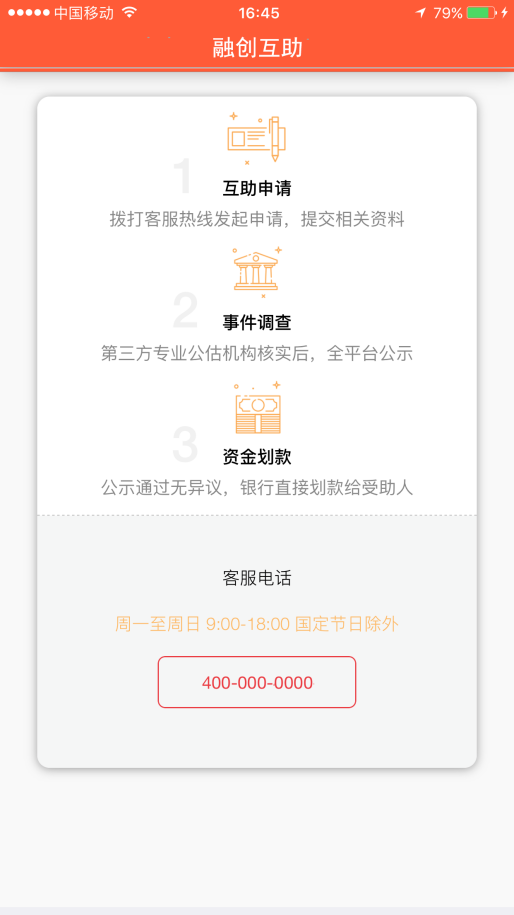 中国移动 16:45 79%
融创互助
1
互助申请
拨打客服热线发起申请，提交相关资料
2
事件调查
第三方专业公估机构核实后，全平台公示
3
资金划款
公示通过无异议，银行直接划款给受助人
客服电话
周一至周日 9:00-18:00 国定节日除外
400-000-0000